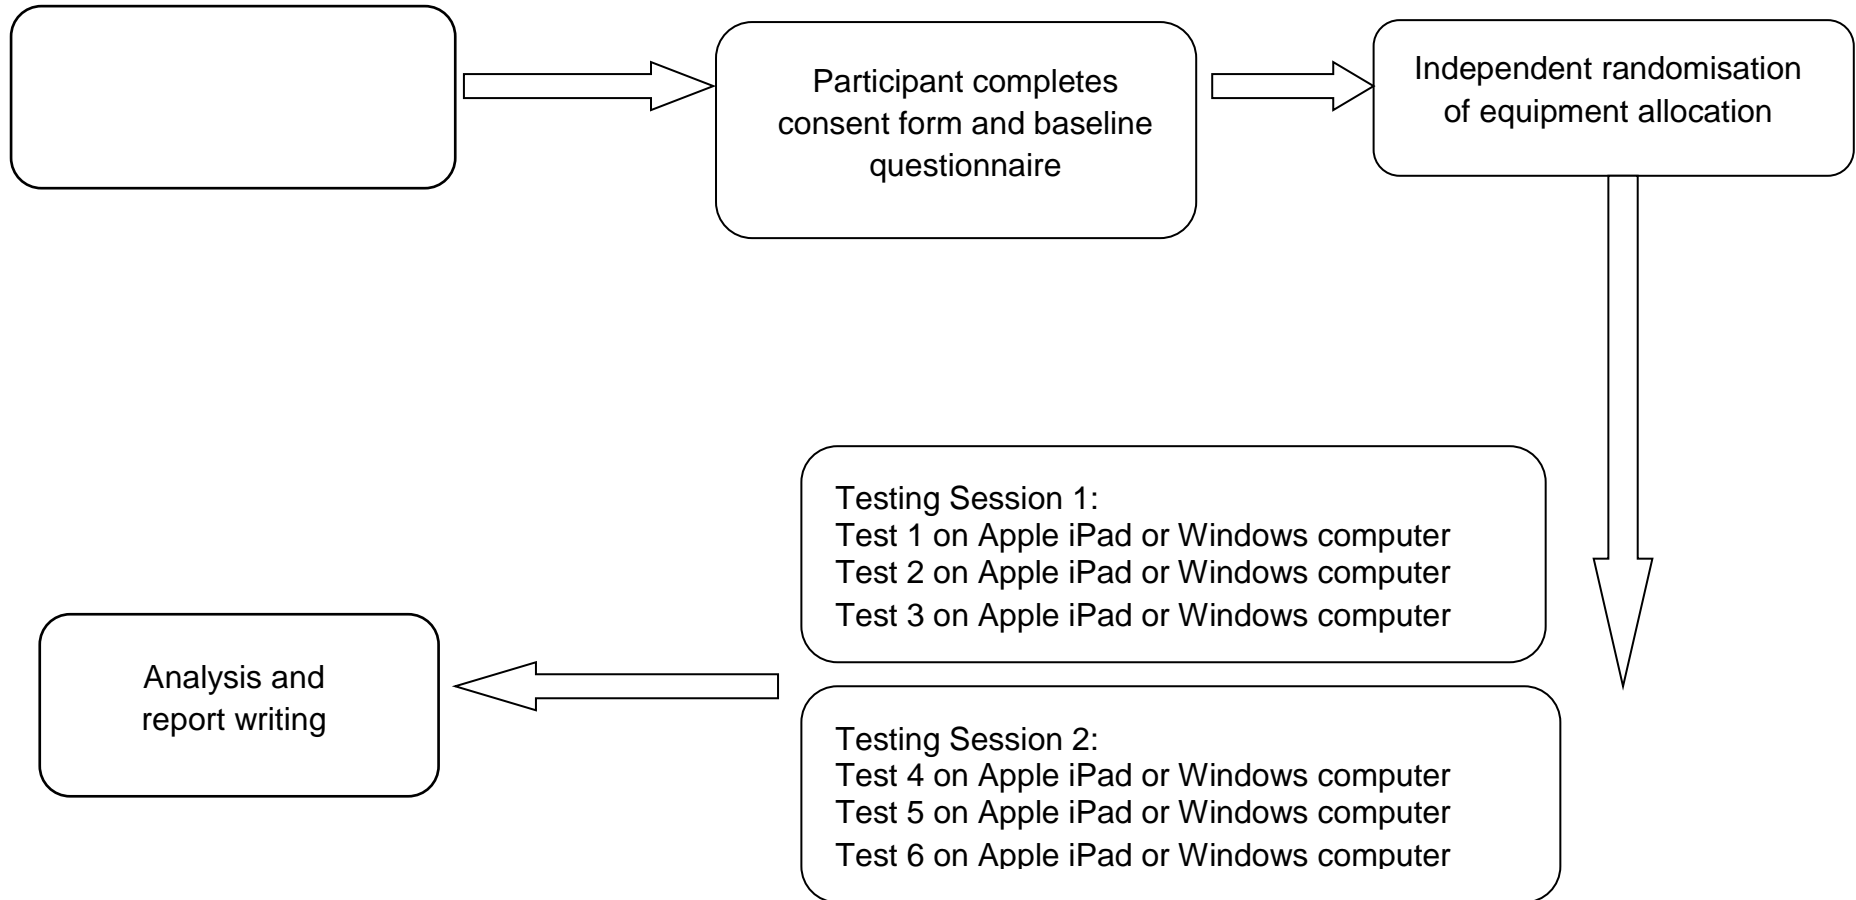 Participant completes
consent form and baseline
questionnaire
Independent randomisation
of equipment allocation
Testing Session 1:
Test 1 on Apple iPad or Windows computer
Test 2 on Apple iPad or Windows computer
Test 3 on Apple iPad or Windows computer
Analysis and
report writing
Testing Session 2:
Test 4 on Apple iPad or Windows computer
Test 5 on Apple iPad or Windows computer
Test 6 on Apple iPad or Windows computer